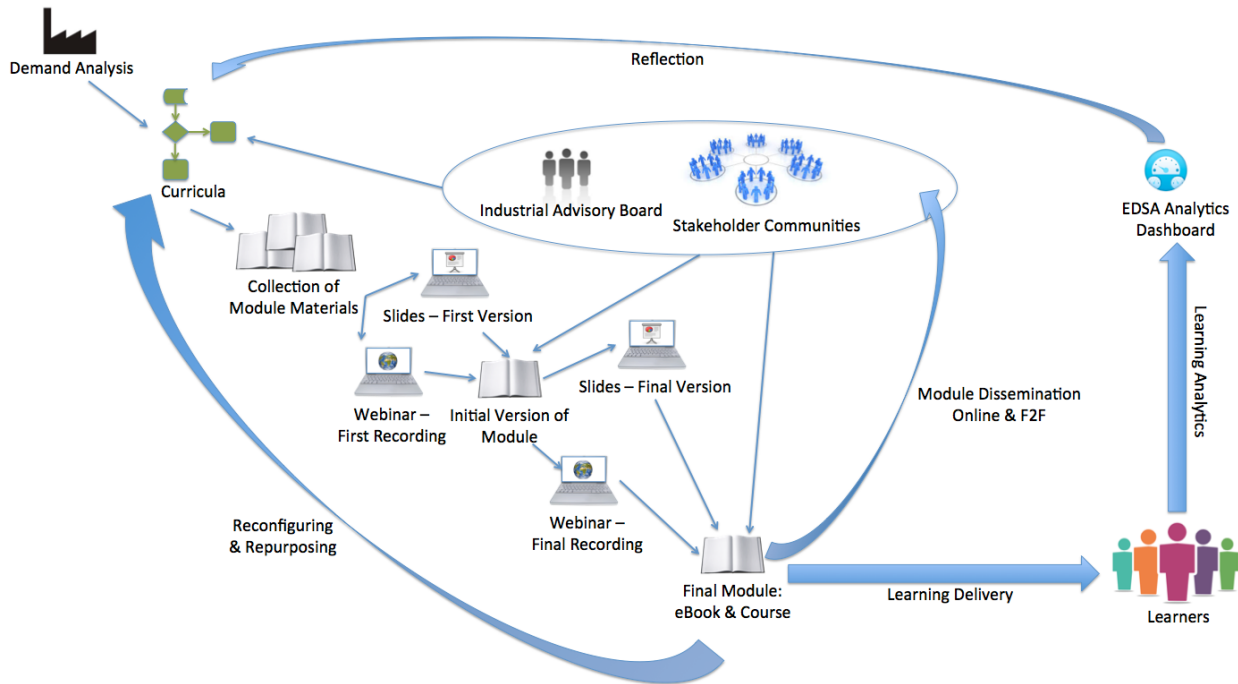 Demand Analysis
Reflection
Curricula
Industrial Advisory Board
Stakeholder Communities
EDSA Analytics
Dashboard
Collection of
Module Materials
Slides – First Version
Slides – Final Version
Webinar –
First Recording
Initial Version of
Module
Module Dissemination
Online & F2F
Learning Analytics
Webinar –
Final Recording
Reconfiguring
& Repurposing
Final Module:
eBook & Course
Learning Delivery
Learners